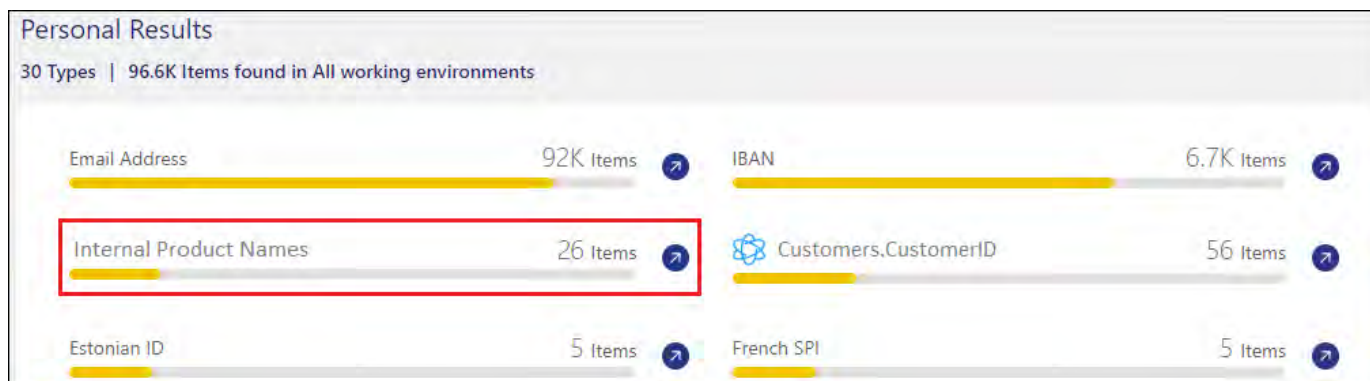 Personal Results
30 Types | 96.6K Items found in All working environments
Email Address 92K Items
IBAN 6.7K Items
Internal Product Names 26 Items
Customers.CustomerID 56 Items
Estonian ID 5 Items
French SPI 5 Items